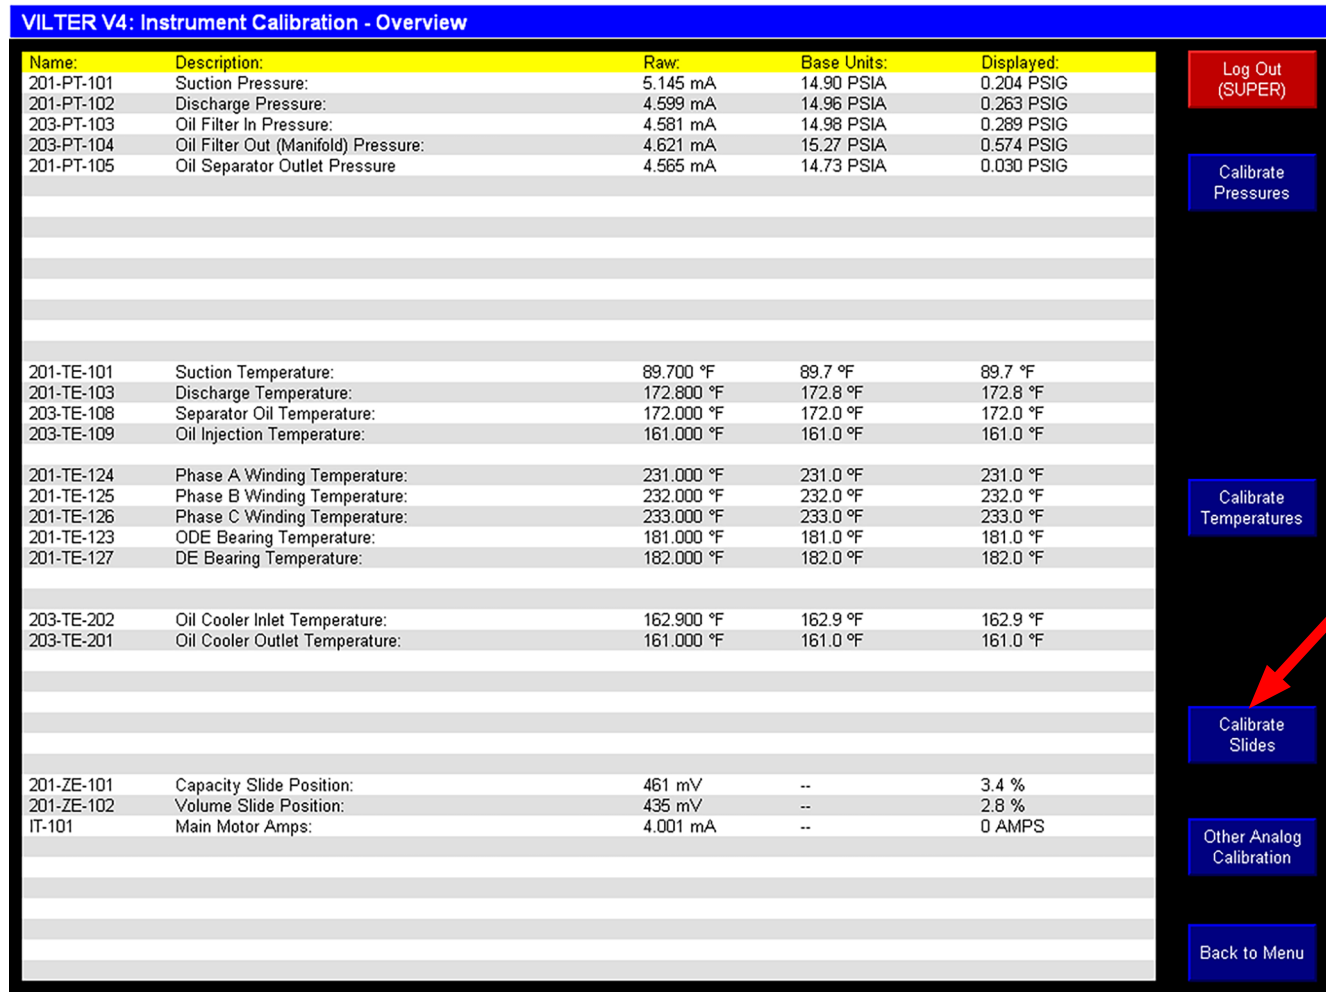 VILTER V4: Instrument Calibration - Overview
Name: Description: Raw: Base Units: Displayed:
201-PT-101 Suction Pressure: 5.145 mA 14.90 PSIA 0.204 PSIG
201-PT-102 Discharge Pressure: 4.599 mA 14.96 PSIA 0.263 PSIG
203-PT-103 Oil Filter In Pressure: 4.581 mA 14.98 PSIA 0.289 PSIG
203-PT-104 Oil Filter Out (Manifold) Pressure: 4.621 mA 15.27 PSIA 0.574 PSIG
201-PT-105 Oil Separator Outlet Pressure 4.565 mA 14.73 PSIA 0.030 PSIG
201-TE-101 Suction Temperature: 89.700 °F 89.7 °F 89.7 °F
201-TE-103 Discharge Temperature: 172.800 °F 172.8 °F 172.8 °F
203-TE-108 Separator Oil Temperature: 172.000 °F 172.0 °F 172.0 °F
203-TE-109 Oil Injection Temperature: 161.000 °F 161.0 °F 161.0 °F
201-TE-124 Phase A Winding Temperature: 231.000 °F 231.0 °F 231.0 °F
201-TE-125 Phase B Winding Temperature: 232.000 °F 232.0 °F 232.0 °F
201-TE-126 Phase C Winding Temperature: 233.000 °F 233.0 °F 233.0 °F
201-TE-123 ODE Bearing Temperature: 181.000 °F 181.0 °F 181.0 °F
201-TE-127 DE Bearing Temperature: 182.000 °F 182.0 °F 182.0 °F
203-TE-202 Oil Cooler Inlet Temperature: 162.900 °F 162.9 °F 162.9 °F
203-TE-201 Oil Cooler Outlet Temperature: 161.000 °F 161.0 °F 161.0 °F
201-ZE-101 Capacity Slide Position: 461 mV -- 3.4 %
201-ZE-102 Volume Slide Position: 435 mV -- 2.8 %
IT-101 Main Motor Amps: 4.001 mA -- 0 AMPS
Log Out
(SUPER)
Calibrate
Pressures
Calibrate
Temperatures
Calibrate
Slides
Other Analog
Calibration
Back to Menu